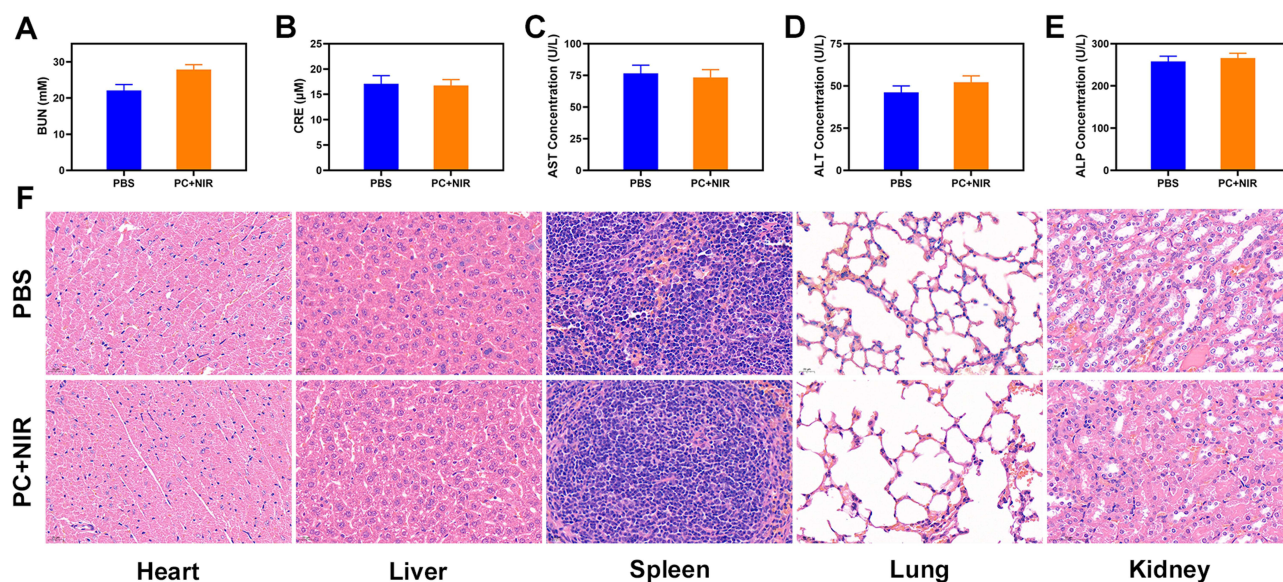 A
BUN (mM)
30
20
10
0
PBS
PC+NIR
B
CRE (μM)
25
20
15
10
5
0
PBS
PC+NIR
C
AST Concentration (U/L)
100
75
50
25
0
PBS
PC+NIR
D
ALT Concentration (U/L)
75
50
25
0
PBS
PC+NIR
E
ALP Concentration (U/L)
300
200
100
0
PBS
PC+NIR
F
PBS
PC+NIR
Heart
Liver
Spleen
Lung
Kidney